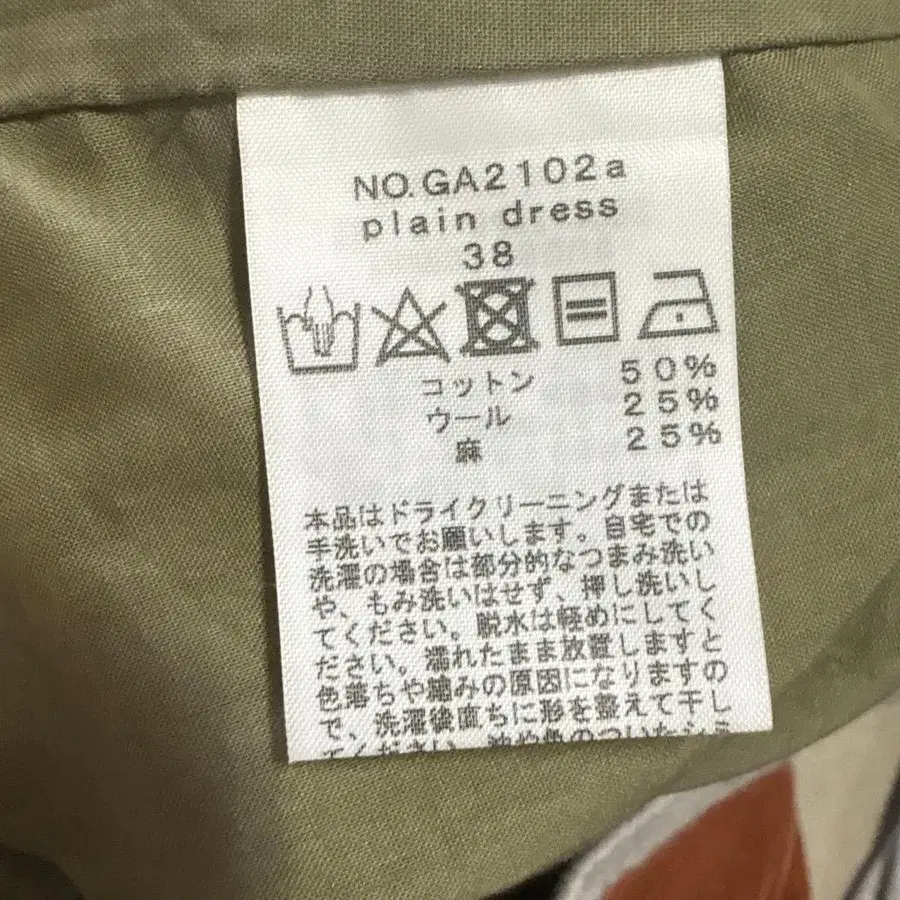 NO.GA2102a
plain dress
38
コットン 50%
ウール 25%
麻 25%
本品はドライクリーニングまたは
手洗いでお願いします。自宅での
洗濯の場合は部分的なつまみ洗い
や、もみ洗いはせず、押し洗いし
てください。脱水は軽めにしてく
ださい。濡れたまま放置しますと
色落ちや縮みの原因になりますの
で、洗濯後直ちに形を整えて干し
てください。